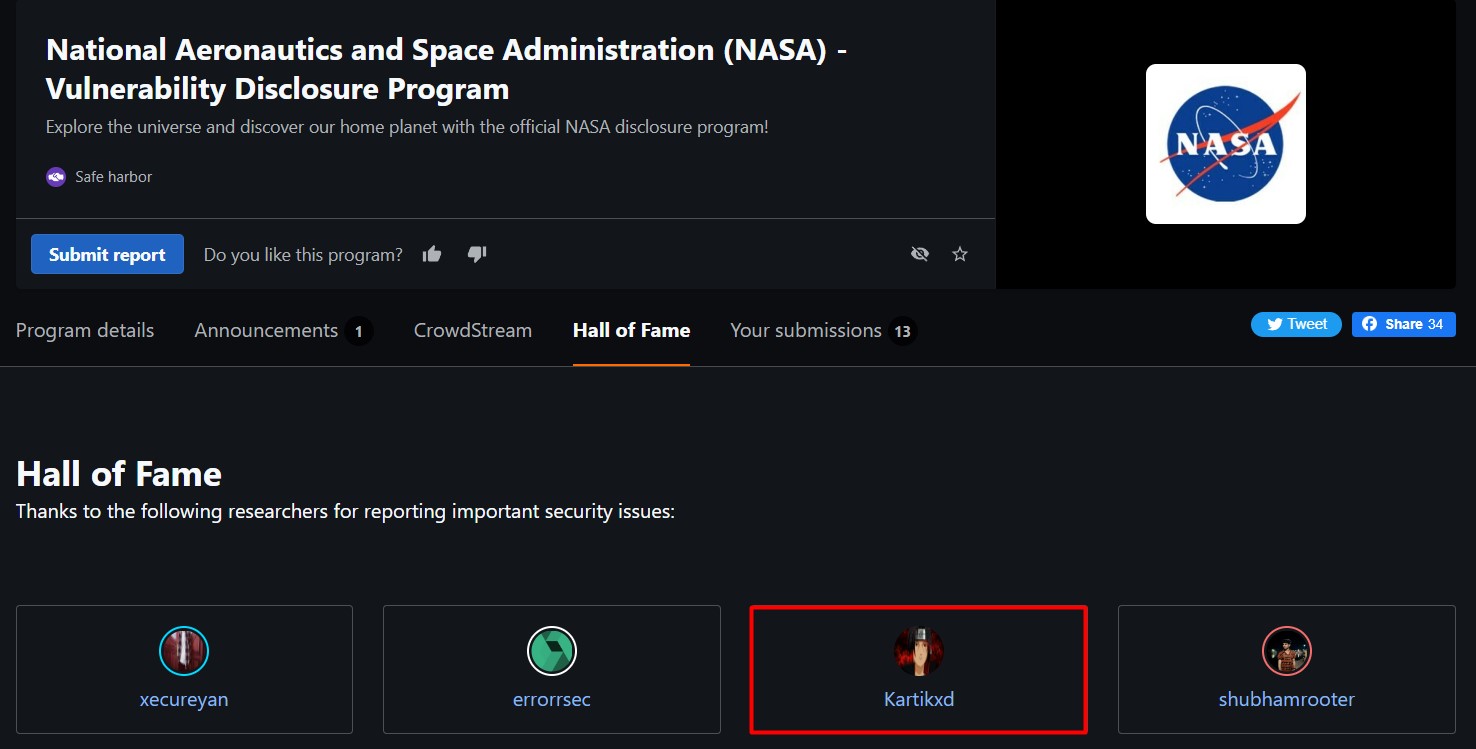 National Aeronautics and Space Administration (NASA) -
Vulnerability Disclosure Program
Explore the universe and discover our home planet with the official NASA disclosure program!
Safe harbor
NASA
Submit report Do you like this program?
Program details Announcements 1 CrowdStream Hall of Fame Your submissions 13 Tweet Share 34
Hall of Fame
Thanks to the following researchers for reporting important security issues:
xecureyan errorrsec Kartikxd shubhamrooter